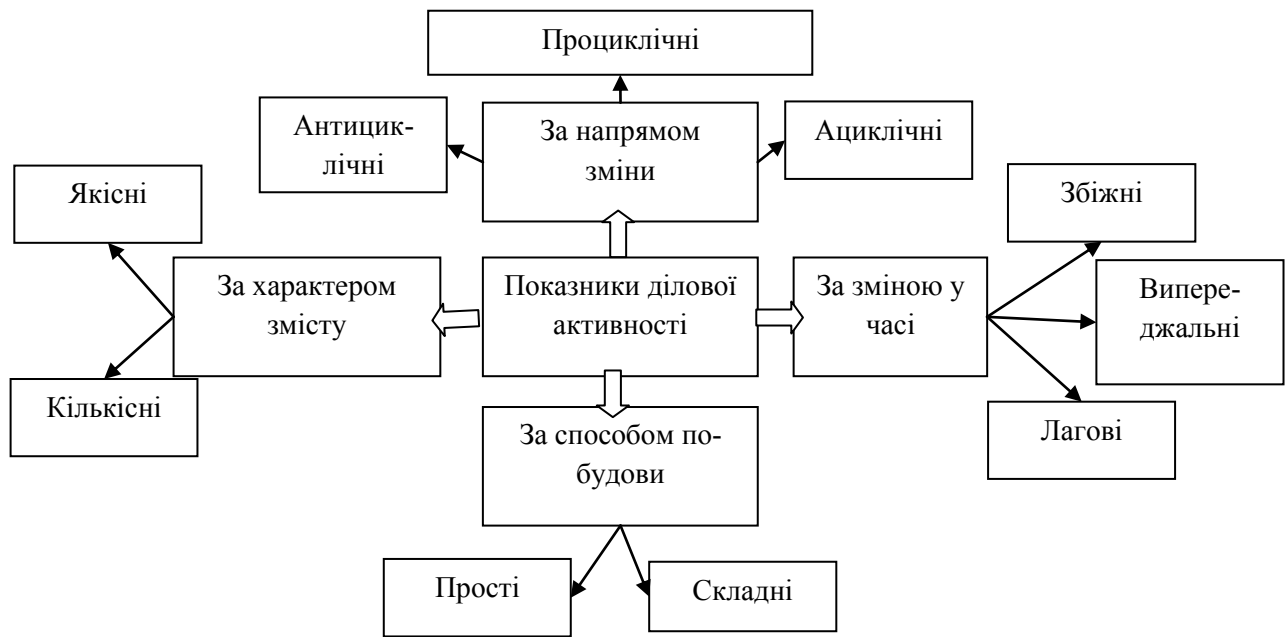 Проциклічні
Антицик-
лічні
За напрямом
зміни
Ациклічні
Якісні
Збіжні
За характером
змісту
Показники ділової
активності
За зміною у
часі
Випере-
джальні
Кількісні
За способом по-
будови
Лагові
Прості
Складні